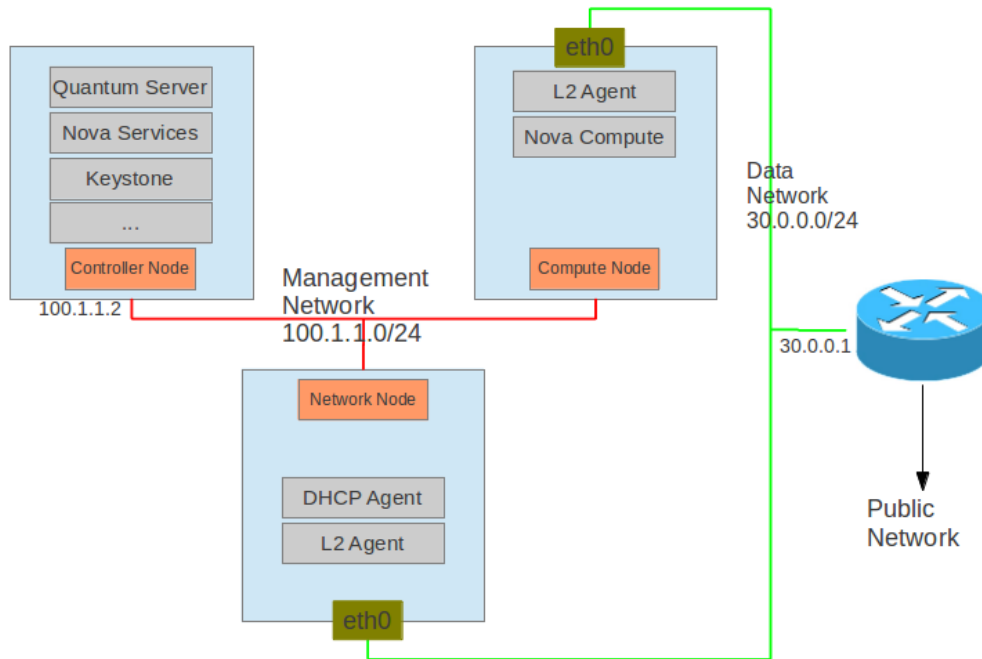 eth0
Quantum Server
Nova Services
Keystone
...
Controller Node
100.1.1.2
L2 Agent
Nova Compute
Compute Node
Management
Network
100.1.1.0/24
Data
Network
30.0.0.0/24
30.0.0.1
Network Node
DHCP Agent
L2 Agent
eth0
Public
Network